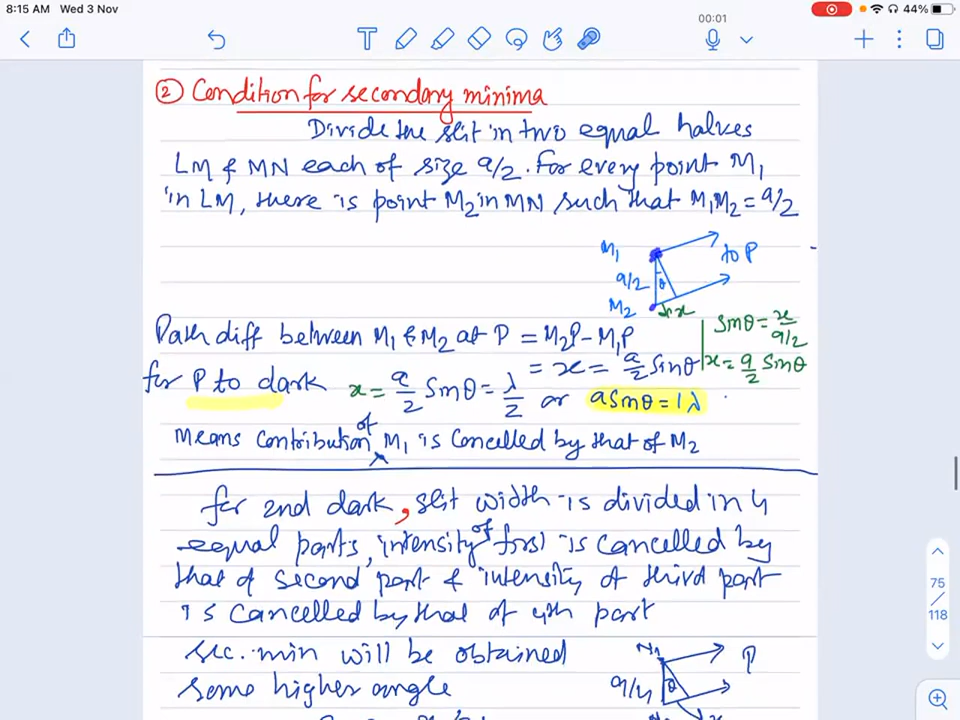 8:15 AM Wed 3 Nov
44%
00:01
② Condition for secondary minima
Divide the slit in two equal halves
LM & MN each of size a/2. For every point M₁
in LM, there is point M₂ in MN such that M₁M₂ = a/2
M₁
to P
a/2
θ
M₂
x
Path diff between M₁ & M₂ at P = M₂P - M₁P
sinθ = x/(a/2)
= x = a/2 sinθ
x = a/2 sinθ
for P to dark x = a/2 sinθ = λ/2 or a sinθ = 1λ
Means contribution of M₁ is cancelled by that of M₂
for 2nd dark, slit width is divided in 4
equal parts, intensity of first is cancelled by
that of second part & intensity of third part
is cancelled by that of 4th part
sec. min will be obtained
some higher angle
N₁
P
a/4
θ
x
75
/
118